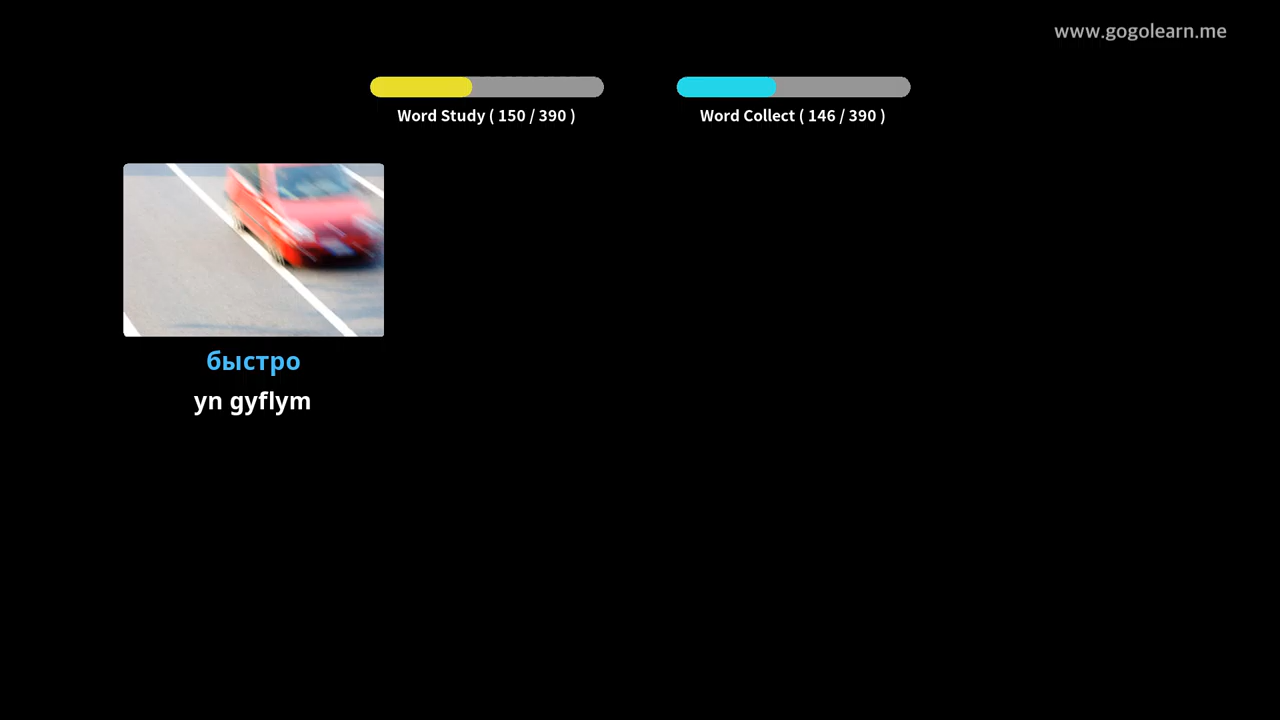 www.gogolearn.me
Word Study ( 150 / 390 )
Word Collect ( 146 / 390 )
быстро
yn gyflym